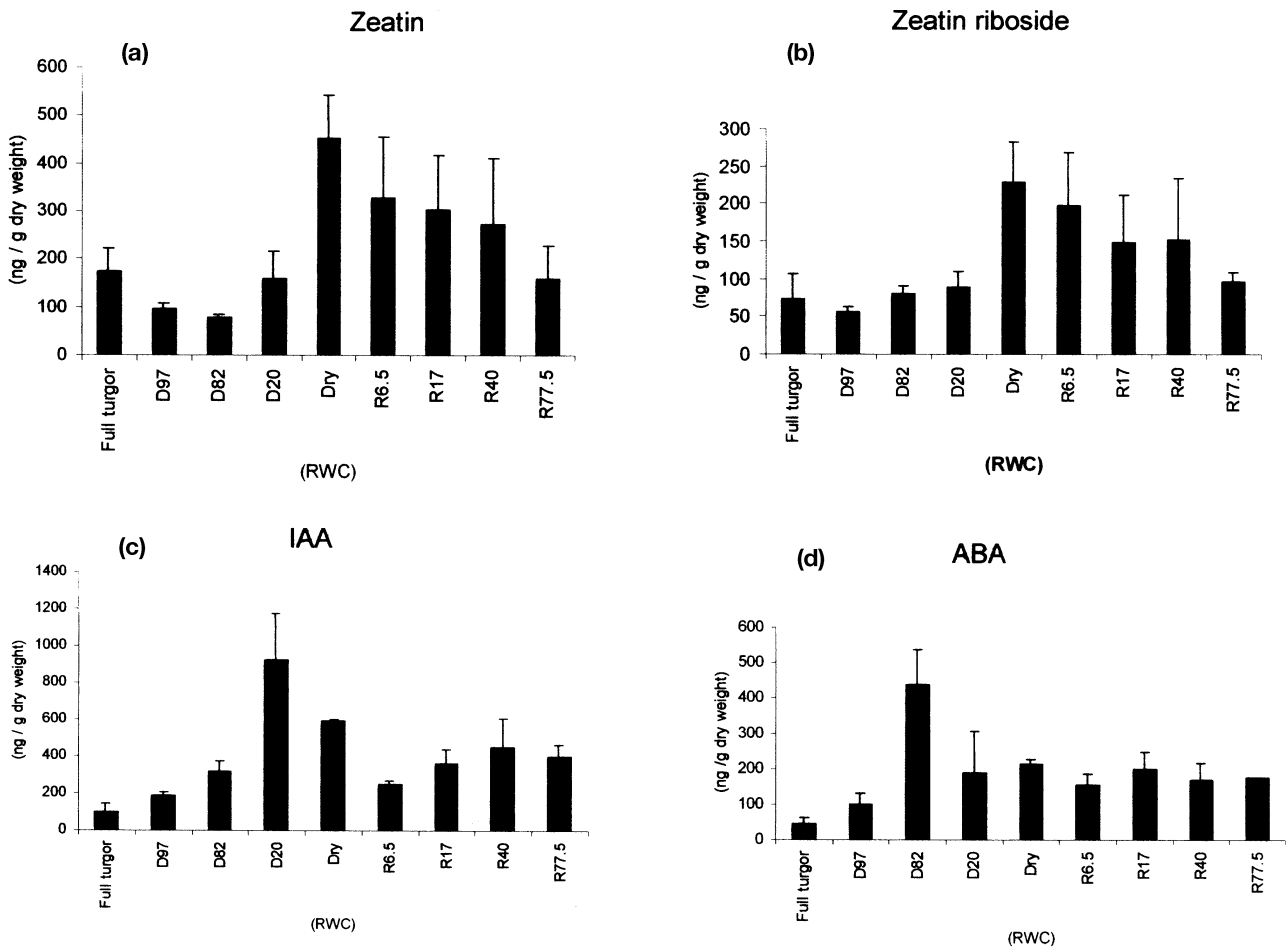 Zeatin
(a)
600
500
400
300
200
100
0
(ng / g dry weight)
Full turgor
D97
D82
D20
Dry
R6.5
R17
R40
R77.5
(RWC)
Zeatin riboside
(b)
300
250
200
150
100
50
0
(ng / g dry weight)
Full turgor
D97
D82
D20
Dry
R6.5
R17
R40
R77.5
(RWC)
IAA
(c)
1400
1200
1000
800
600
400
200
0
(ng / g dry weight)
Full turgor
D97
D82
D20
Dry
R6.5
R17
R40
R77.5
(RWC)
ABA
(d)
600
500
400
300
200
100
0
(ng /g dry weight)
Full turgor
D97
D82
D20
Dry
R6.5
R17
R40
R77.5
(RWC)